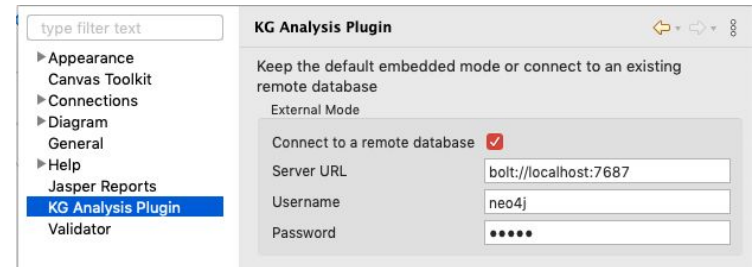 type filter text
Appearance
Canvas Toolkit
Connections
Diagram
General
Help
Jasper Reports
KG Analysis Plugin
Validator
KG Analysis Plugin
Keep the default embedded mode or connect to an existing
remote database
External Mode
Connect to a remote database
Server URL bolt://localhost:7687
Username neo4j
Password •••••